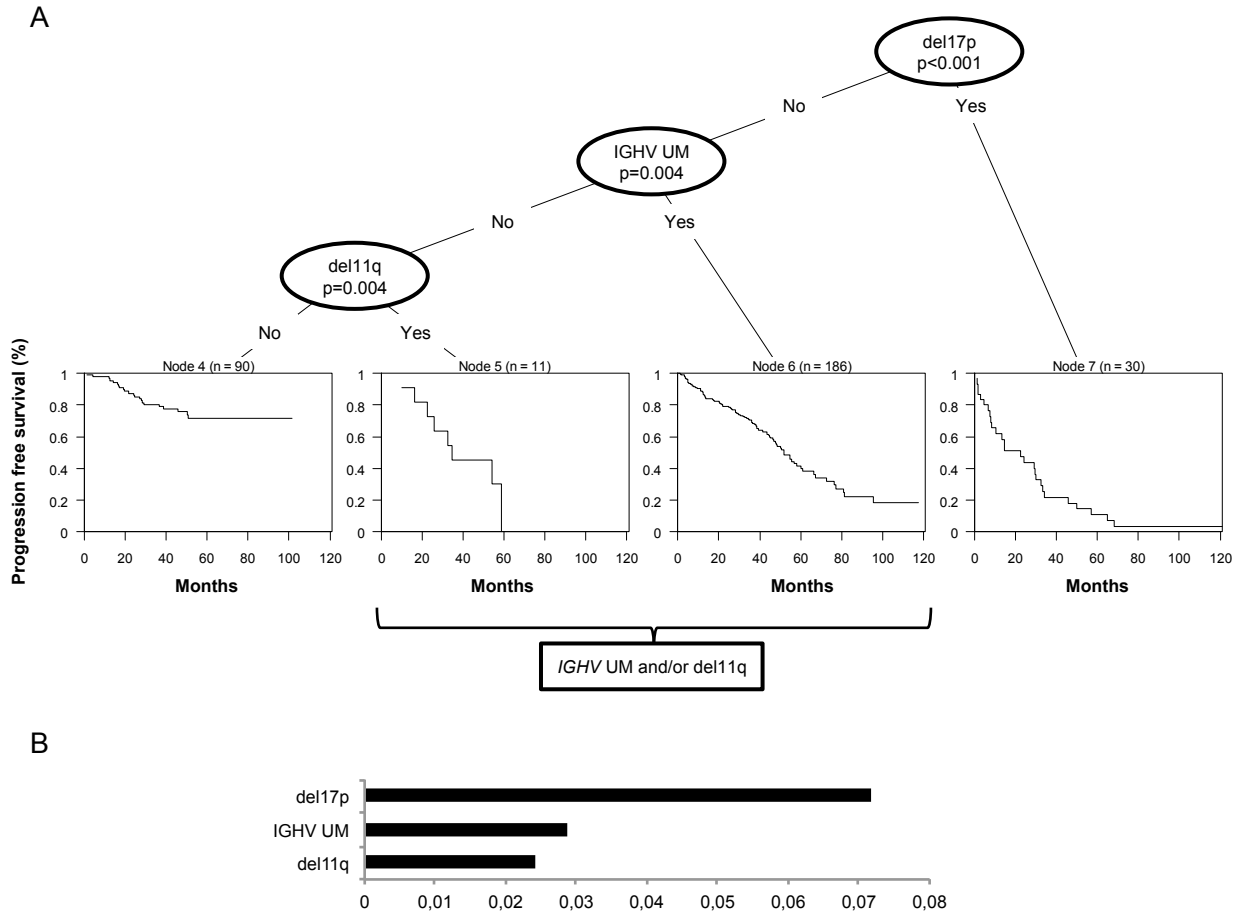 A
del17p
p<0.001
No
Yes
IGHV UM
p=0.004
No
Yes
del11q
p=0.004
No
Yes
Progression free survival (%)
Node 4 (n = 90)
1
0.8
0.6
0.4
0.2
0
0 20 40 60 80 100 120
Months
Node 5 (n = 11)
1
0.8
0.6
0.4
0.2
0
0 20 40 60 80 100 120
Months
Node 6 (n = 186)
1
0.8
0.6
0.4
0.2
0
0 20 40 60 80 100 120
Months
Node 7 (n = 30)
1
0.8
0.6
0.4
0.2
0
0 20 40 60 80 100 120
Months
IGHV UM and/or del11q
B
del17p
IGHV UM
del11q
0 0,01 0,02 0,03 0,04 0,05 0,06 0,07 0,08